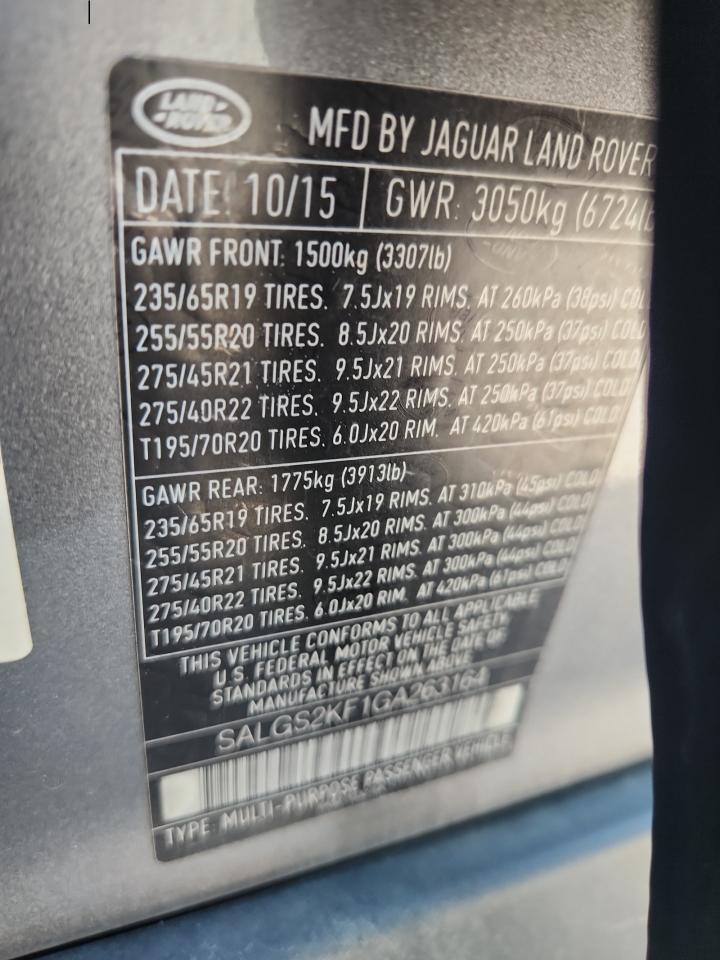 LAND
ROVER
MFD BY JAGUAR LAND ROVER
DATE: 10/15 GWR: 3050kg (6724lb
GAWR FRONT: 1500kg (3307lb)
235/65R19 TIRES. 7.5Jx19 RIMS. AT 260kPa (38psi) COL
255/55R20 TIRES. 8.5Jx20 RIMS. AT 250kPa (37psi) COLD
275/45R21 TIRES. 9.5Jx21 RIMS. AT 250kPa (37psi) COLD
275/40R22 TIRES. 9.5Jx22 RIMS. AT 250kPa (37psi) COLD
T195/70R20 TIRES. 6.0Jx20 RIM. AT 420kPa (61psi) COLD
GAWR REAR: 1775kg (3913lb)
235/65R19 TIRES. 7.5Jx19 RIMS. AT 310kPa (45psi) COLD
255/55R20 TIRES. 8.5Jx20 RIMS. AT 300kPa (44psi) COLD
275/45R21 TIRES. 9.5Jx21 RIMS. AT 300kPa (44psi) COLD
275/40R22 TIRES. 9.5Jx22 RIMS. AT 300kPa (44psi) COLD
T195/70R20 TIRES. 6.0Jx20 RIM. AT 420kPa (61psi) COLD
THIS VEHICLE CONFORMS TO ALL APPLICABLE
U.S. FEDERAL MOTOR VEHICLE SAFETY
STANDARDS IN EFFECT ON THE DATE OF
MANUFACTURE SHOWN ABOVE
SALGS2KF1GA263164
TYPE: MULTI-PURPOSE PASSENGER VEHICLE